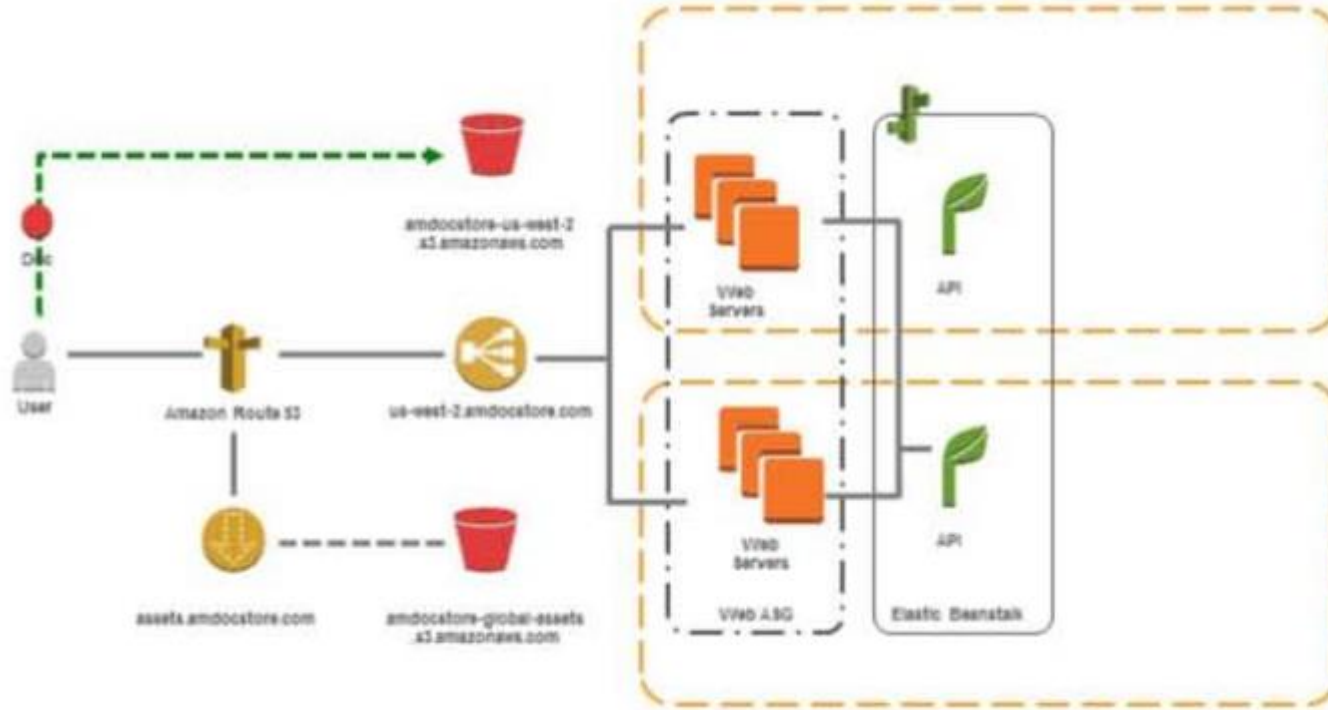 amdocstore-us-west-2
.s3.amazonaws.com
Doc
User
Amazon Route 53
us-west-2.amdocstore.com
Web
Servers
API
assets.amdocstore.com
amdocstore-global-assets
.s3.amazonaws.com
Web
Servers
API
Web ASG
Elastic Beanstalk